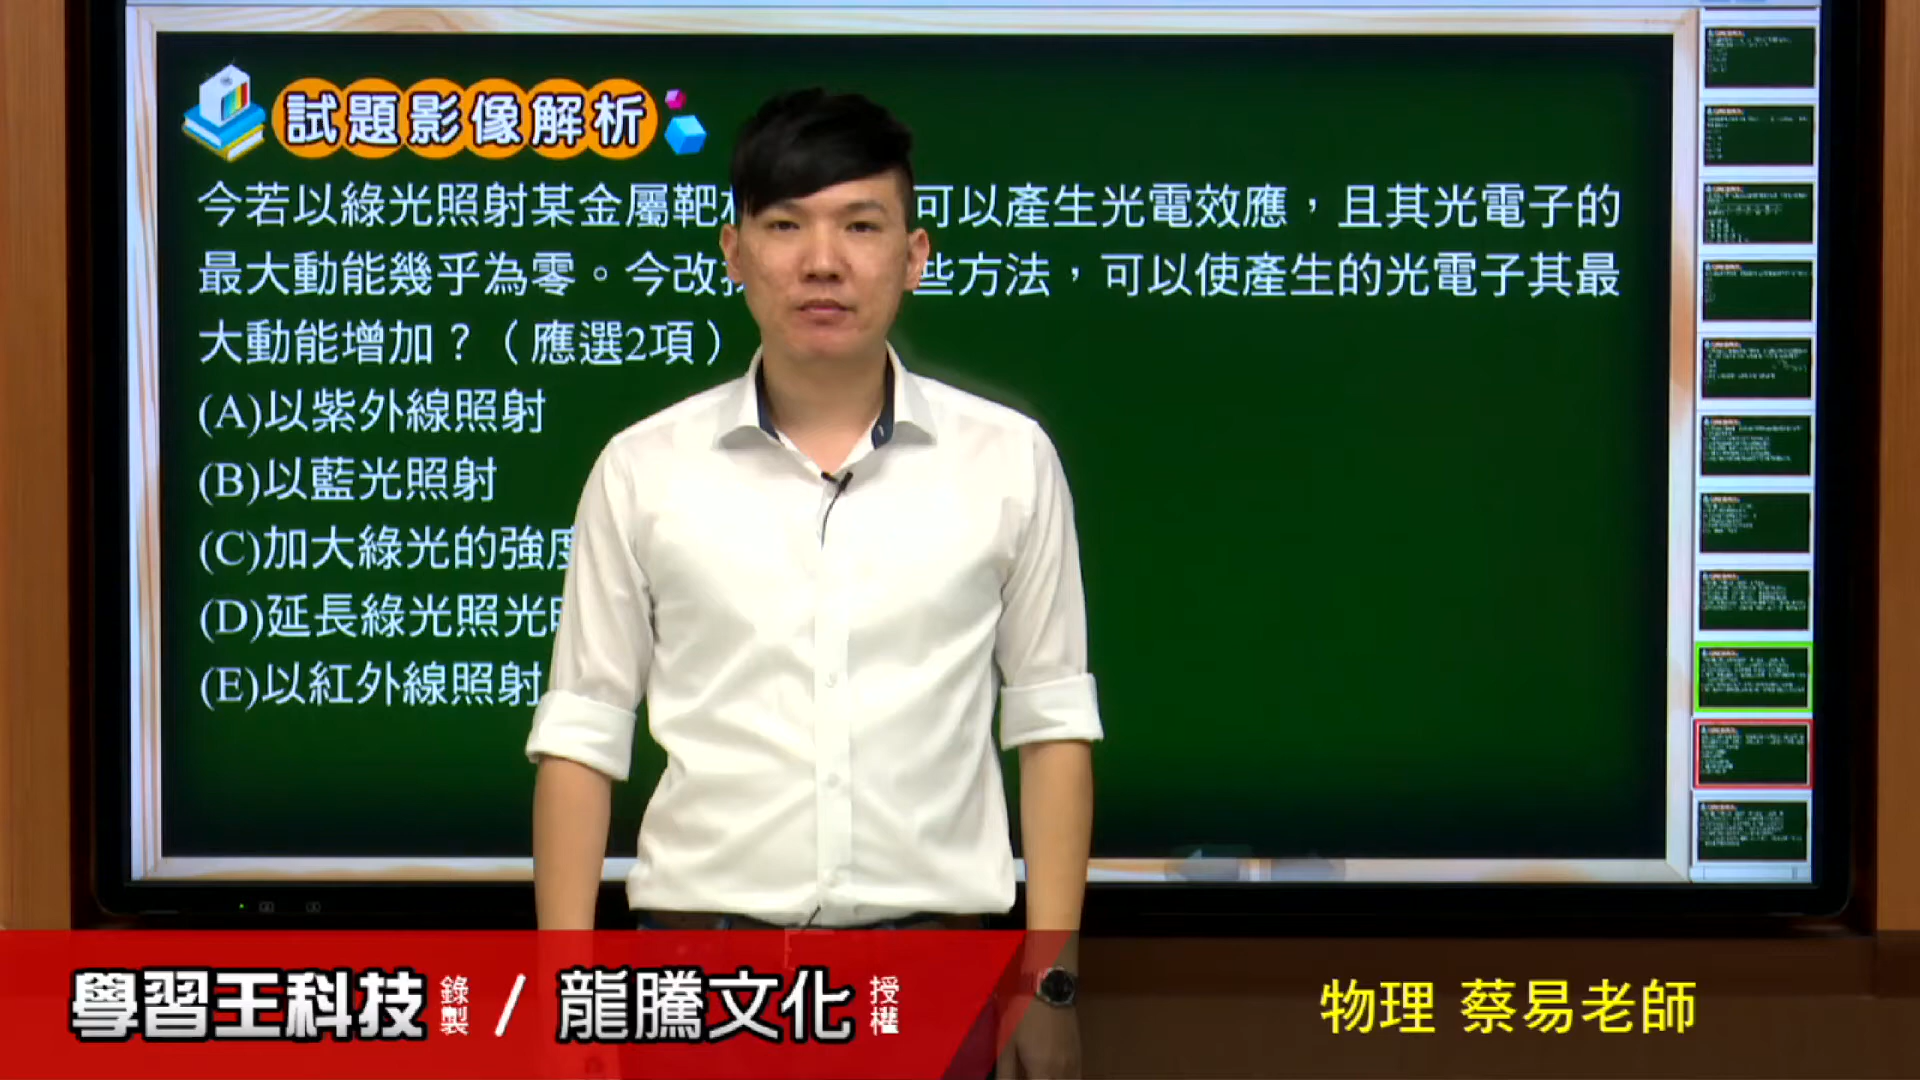 試題影像解析
今若以綠光照射某金屬靶 可以產生光電效應，且其光電子的
最大動能幾乎為零。今改 些方法，可以使產生的光電子其最
大動能增加？（應選2項）
(A)以紫外線照射
(B)以藍光照射
(C)加大綠光的強度
(D)延長綠光照光
(E)以紅外線照射
學習王科技 錄製 / 龍騰文化 授權
物理 蔡易老師